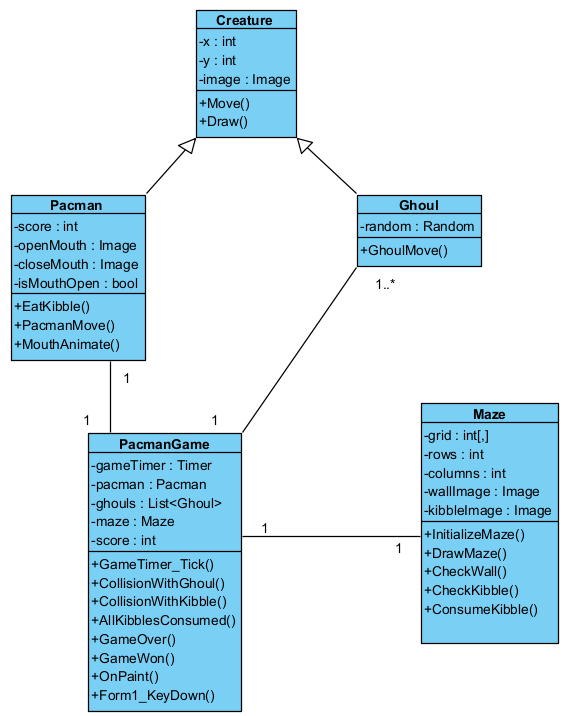 Creature
-x : int
-y : int
-image : Image
+Move()
+Draw()
Pacman
-score : int
-openMouth : Image
-closeMouth : Image
-isMouthOpen : bool
+EatKibble()
+PacmanMove()
+MouthAnimate()
Ghoul
-random : Random
+GhoulMove()
1..*
1
1
1
PacmanGame
-gameTimer : Timer
-pacman : Pacman
-ghouls : List<Ghoul>
-maze : Maze
-score : int
+GameTimer_Tick()
+CollisionWithGhoul()
+CollisionWithKibble()
+AllKibblesConsumed()
+GameOver()
+GameWon()
+OnPaint()
+Form1_KeyDown()
1
1
Maze
-grid : int[,]
-rows : int
-columns : int
-wallImage : Image
-kibbleImage : Image
+InitializeMaze()
+DrawMaze()
+CheckWall()
+CheckKibble()
+ConsumeKibble()